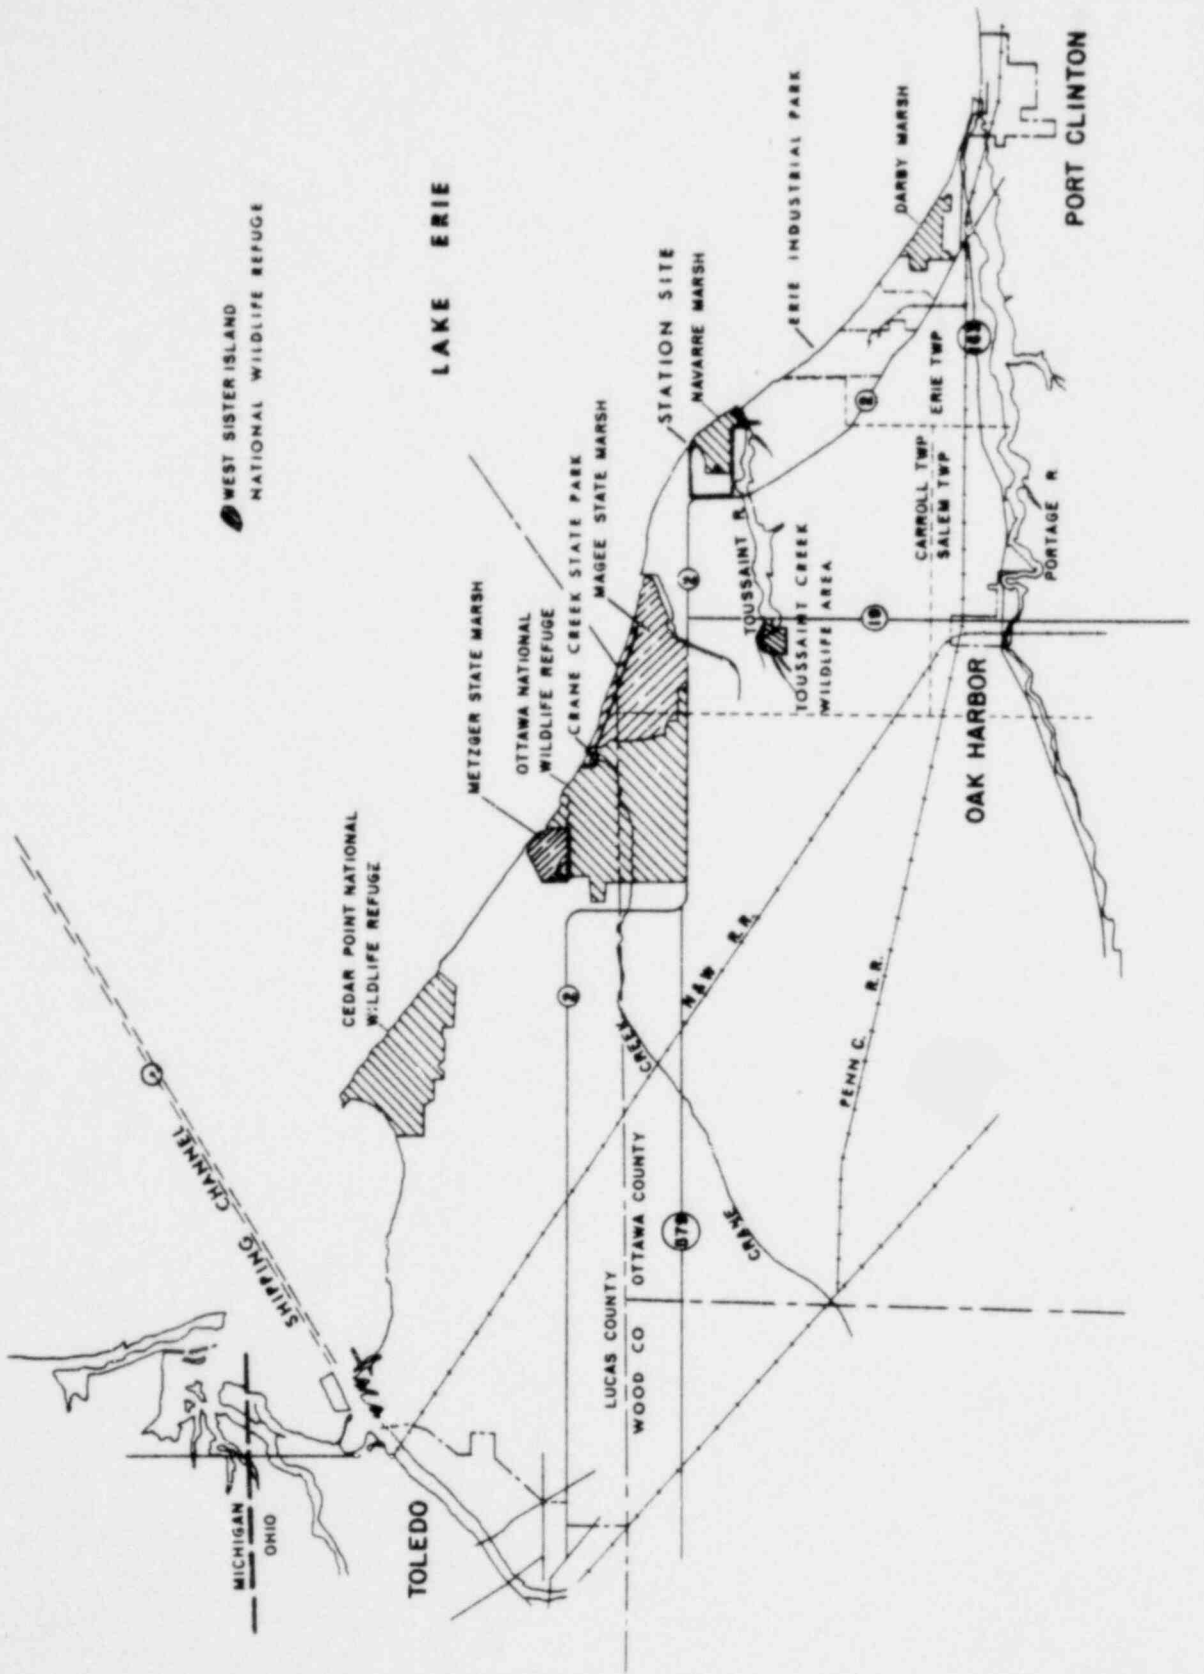 WEST SISTER ISLAND
NATIONAL WILDLIFE REFUGE
LAKE ERIE
SHIPPING CHANNEL
MICHIGAN
OHIO
TOLEDO
CEDAR POINT NATIONAL
WILDLIFE REFUGE
METZGER STATE MARSH
OTTAWA NATIONAL
WILDLIFE REFUGE
CRANE CREEK STATE PARK
MAGEE STATE MARSH
STATION SITE
NAVARRE MARSH
ERIE INDUSTRIAL PARK
DARBY MARSH
PORT CLINTON
2
2
2
LUCAS COUNTY
WOOD CO
OTTAWA COUNTY
579
CRANE CREEK
N&W R.R.
PENN C. R.R.
TOUSSAINT R.
TOUSSAINT CREEK
WILDLIFE AREA
19
CARROLL TWP
SALEM TWP
ERIE TWP
163
OAK HARBOR
PORTAGE R